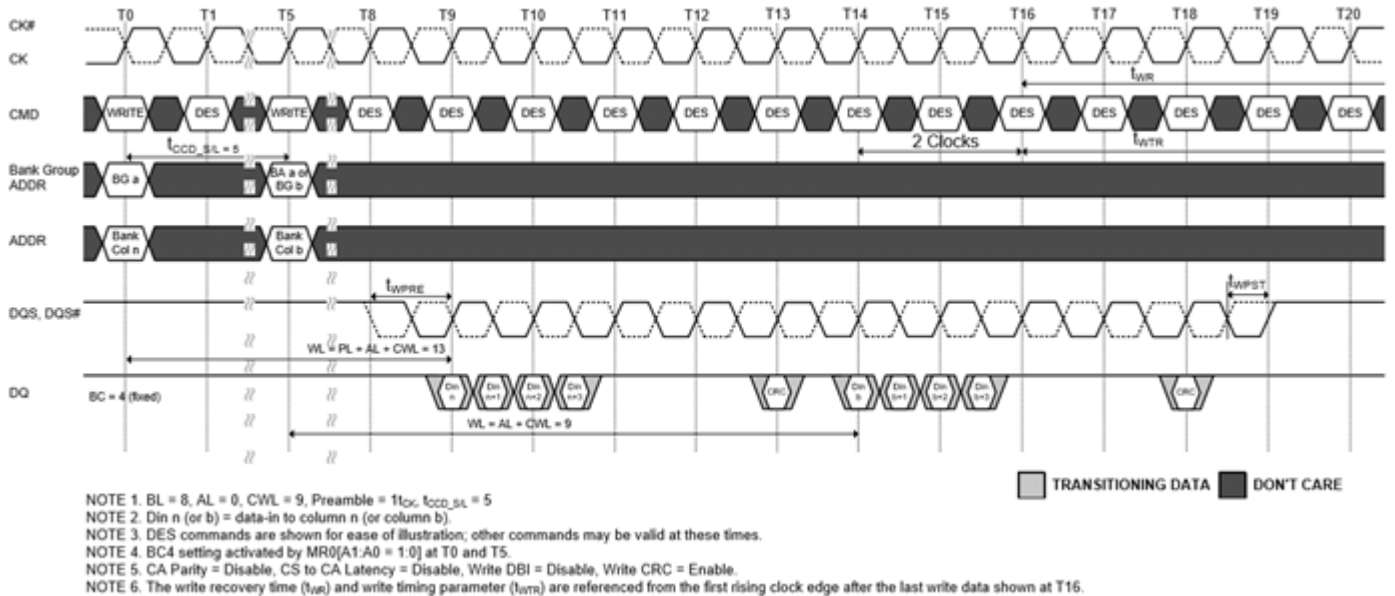 T0 T1 T5 T8 T9 T10 T11 T12 T13 T14 T15 T16 T17 T18 T19 T20
CK#
CK
tWR
CMD WRITE DES WRITE DES DES DES DES DES DES DES DES DES DES DES DES DES
tCCD_S/L = 5
2 Clocks
tWTR
Bank Group
ADDR
BG a
BA a or
BG b
ADDR
Bank
Col n
Bank
Col b
tWPRE
tWPST
DQS, DQS#
WL = PL + AL + CWL = 13
DQ
BC = 4 (fixed)
Din
n
Din
n+1
Din
n+2
Din
n+3
CRC
Din
b
Din
b+1
Din
b+2
Din
b+3
CRC
WL = AL + CWL = 9
TRANSITIONING DATA DON'T CARE
NOTE 1. BL = 8, AL = 0, CWL = 9, Preamble = 1tCK, tCCD_S/L = 5
NOTE 2. Din n (or b) = data-in to column n (or column b).
NOTE 3. DES commands are shown for ease of illustration; other commands may be valid at these times.
NOTE 4. BC4 setting activated by MR0[A1:A0 = 1:0] at T0 and T5.
NOTE 5. CA Parity = Disable, CS to CA Latency = Disable, Write DBI = Disable, Write CRC = Enable.
NOTE 6. The write recovery time (tWR) and write timing parameter (tWTR) are referenced from the first rising clock edge after the last write data shown at T16.